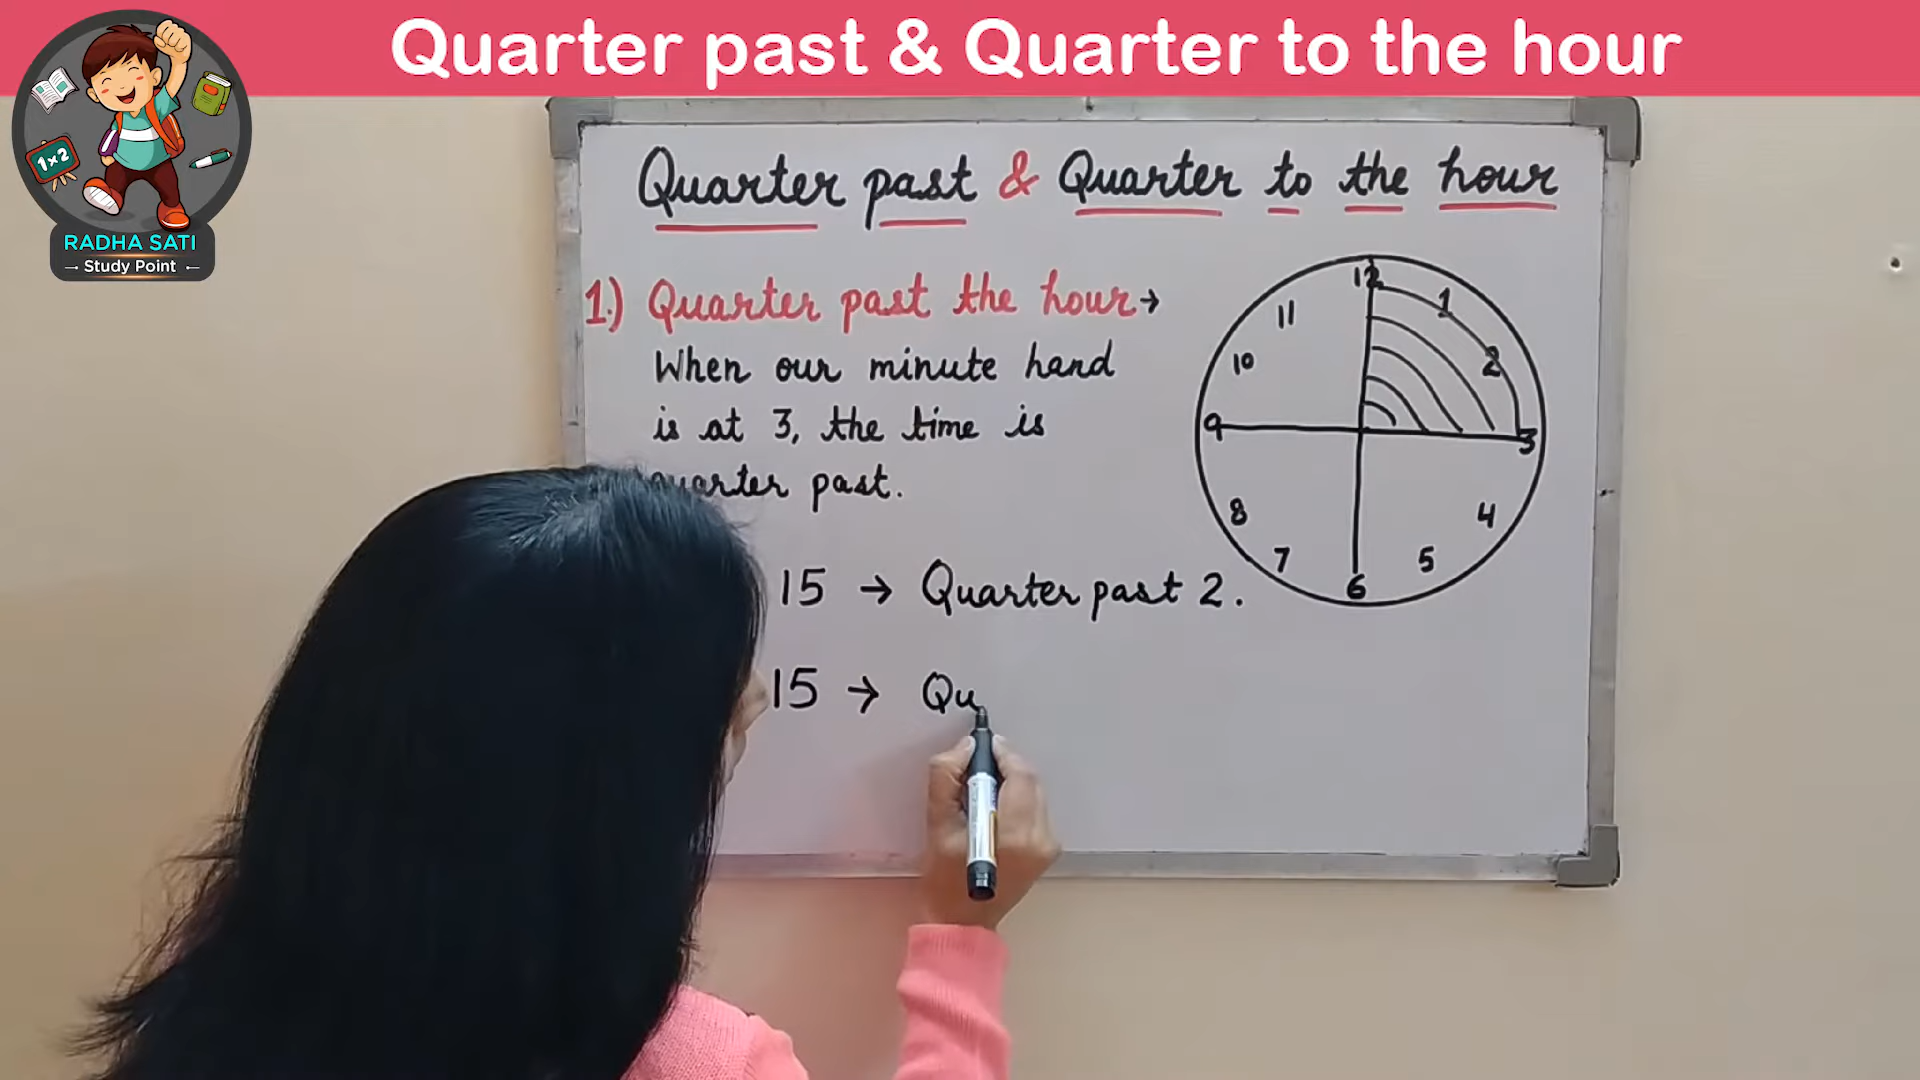 Quarter past & Quarter to the hour
1×2
RADHA SATI
Study Point
Quarter past & Quarter to the hour
1.) Quarter past the hour→
When our minute hand
is at 3, the time is
quarter past.
15 → Quarter past 2.
15 → Qu
12
1
2
3
4
5
6
7
8
9
10
11